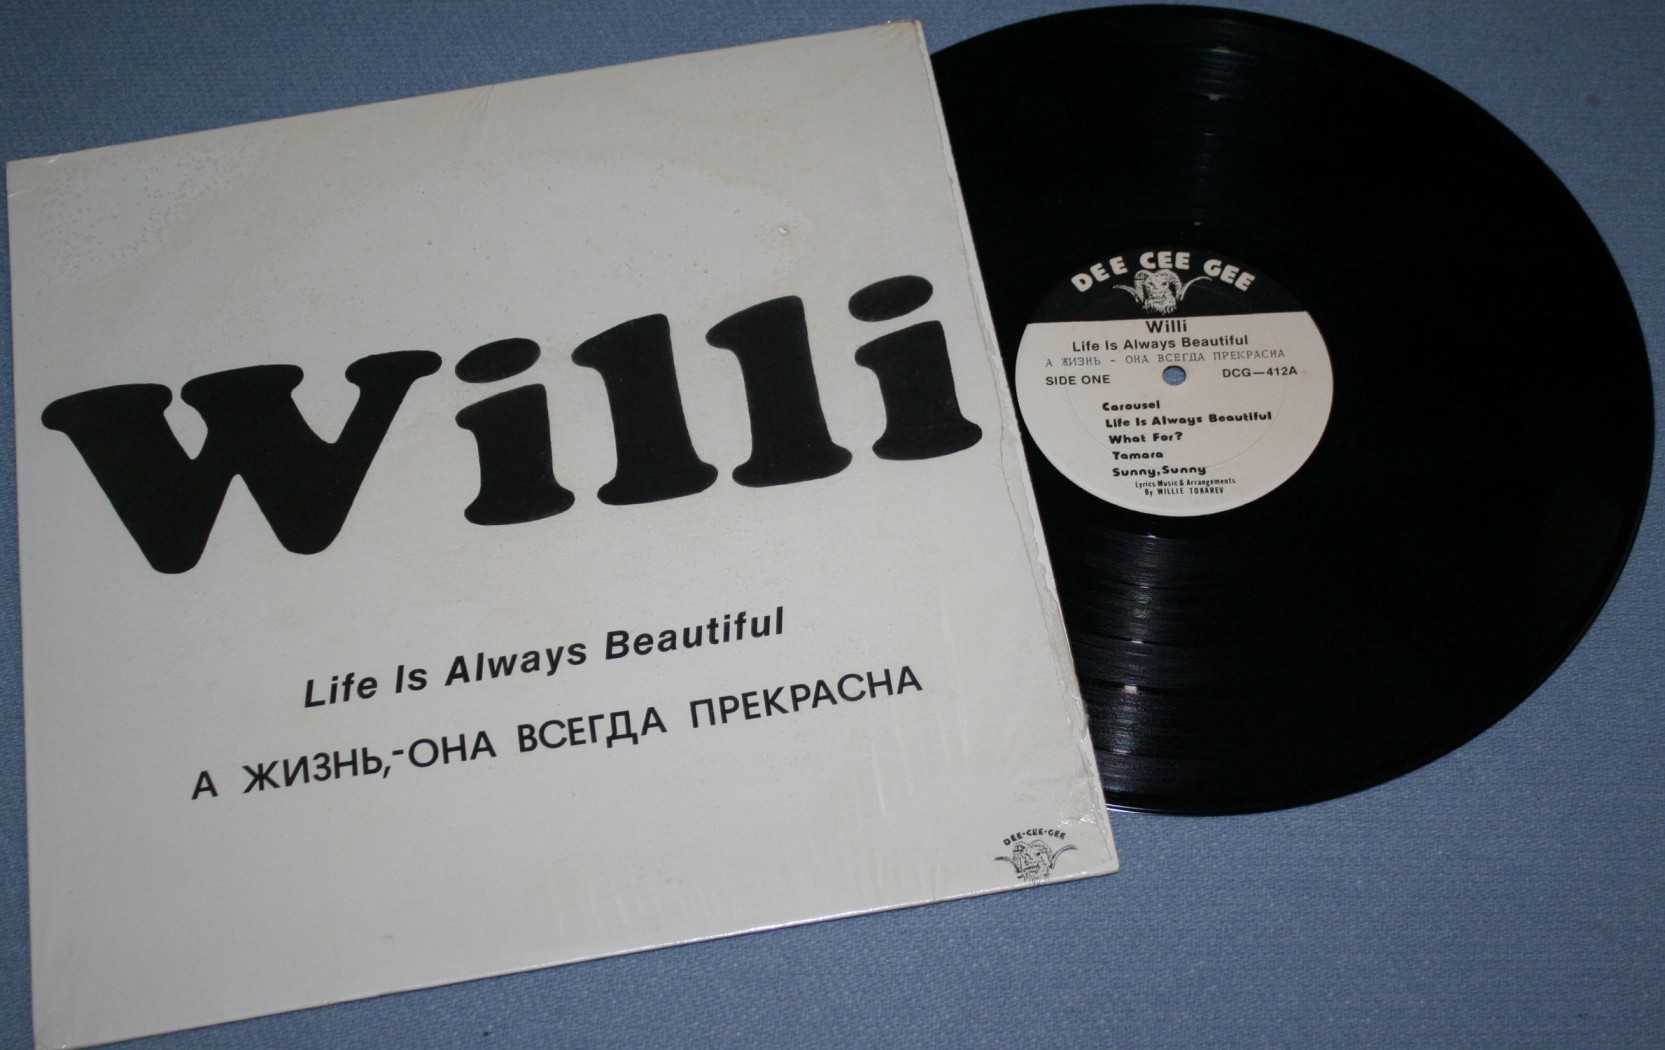 Willi
Life Is Always Beautiful
А ЖИЗНЬ,-ОНА ВСЕГДА ПРЕКРАСНА
DEE·CEE·GEE
DEE CEE GEE
Willi
Life Is Always Beautiful
А ЖИЗНЬ - ОНА ВСЕГДА ПРЕКРАСНА
SIDE ONE DCG—412A
Carousel
Life Is Always Beautiful
What For?
Tamara
Sunny, Sunny
Lyrics Music & Arrangements
By WILLIE TOKAREV